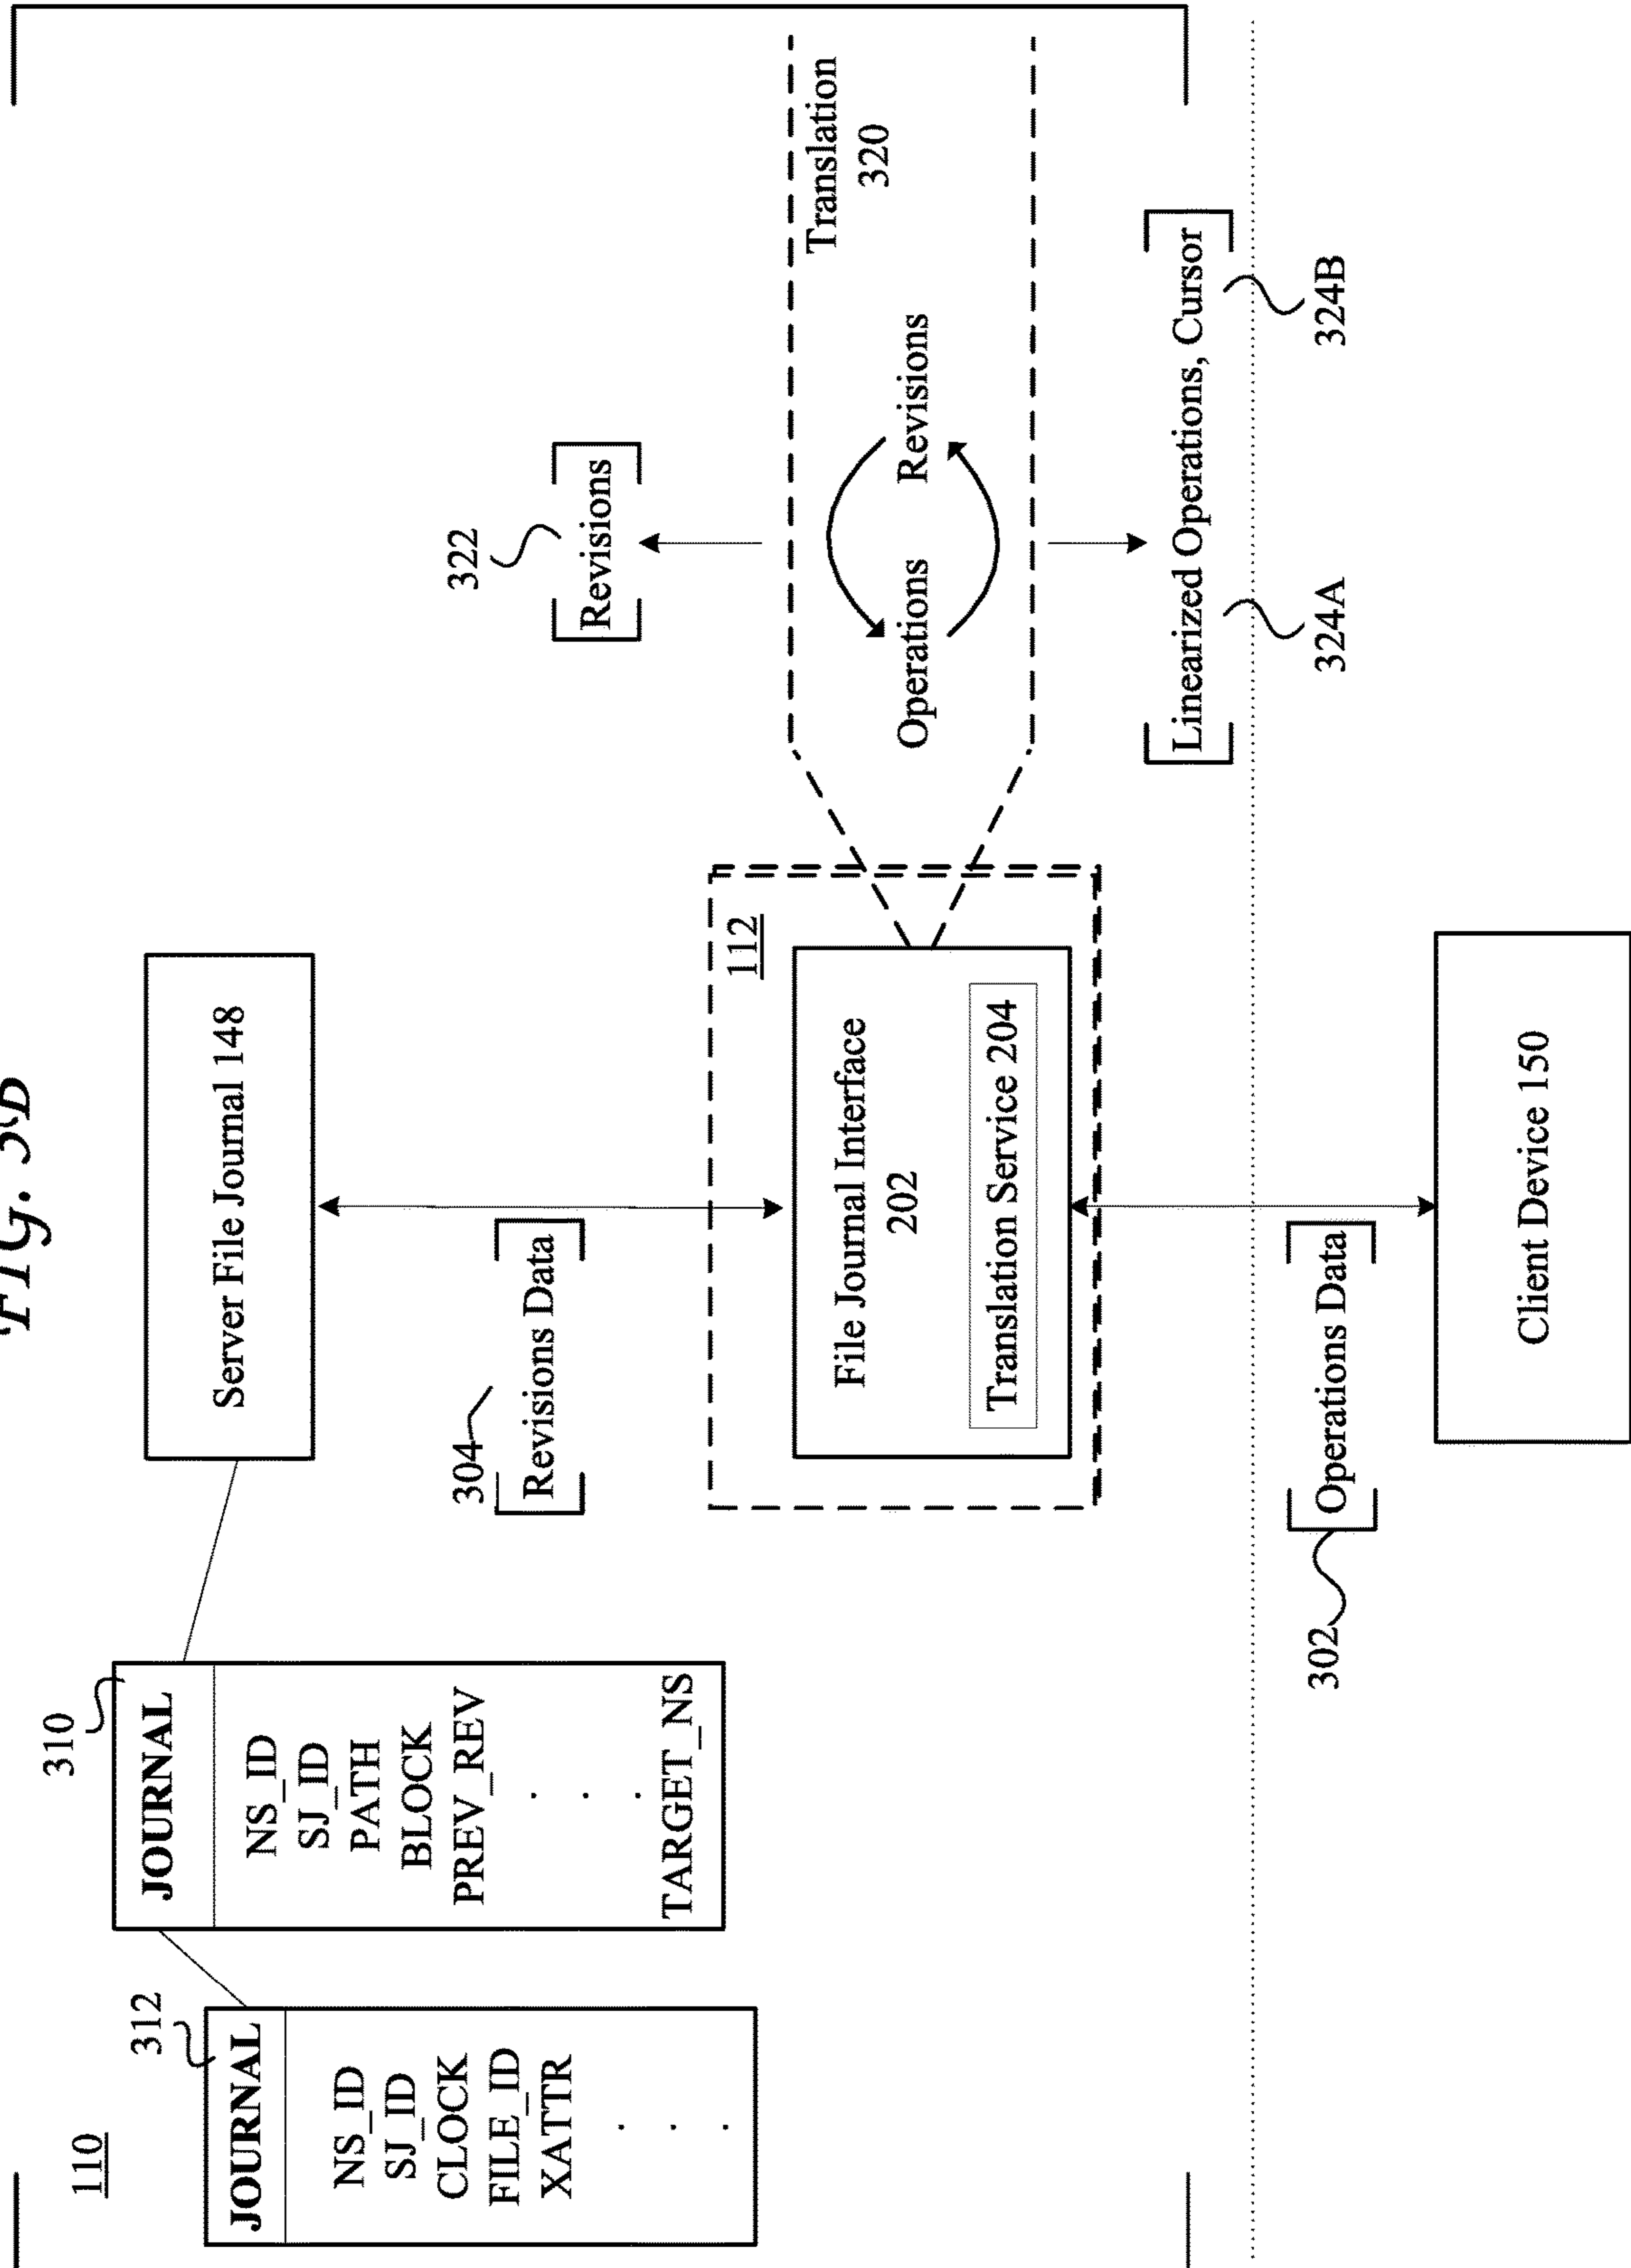 FIG. 3B
110
312
JOURNAL
NS_ID
SJ_ID
CLOCK
FILE_ID
XATTR
310
JOURNAL
NS_ID
SJ_ID
PATH
BLOCK
PREV_REV
TARGET_NS
Server File Journal 148
304
Revisions Data
112
File Journal Interface
202
Translation Service 204
322
Revisions
Translation
320
Operations Revisions
Linearized Operations, Cursor
324A
324B
302
Operations Data
Client Device 150